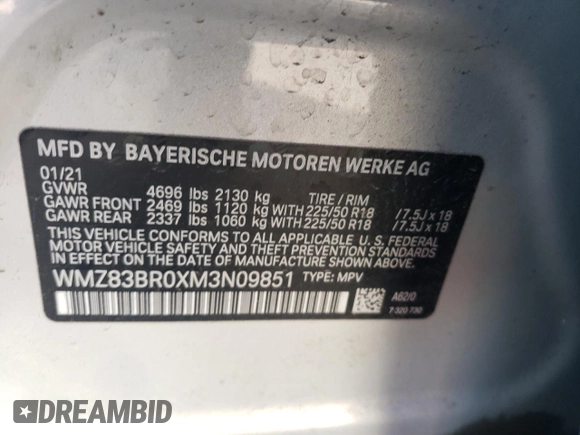 MFD BY BAYERISCHE MOTOREN WERKE AG
01/21
GVWR 4696 lbs 2130 kg TIRE / RIM
GAWR FRONT 2469 lbs 1120 kg WITH 225/50 R18 /7.5J x 18
GAWR REAR 2337 lbs 1060 kg WITH 225/50 R18 /7.5J x 18
THIS VEHICLE CONFORMS TO ALL APPLICABLE U. S. FEDERAL
MOTOR VEHICLE SAFETY AND THEFT PREVENTION STANDARDS
IN EFFECT ON THE DATE OF MANUFACTURE SHOWN ABOVE.
WMZ83BR0XM3N09851 TYPE: MPV
A62/0
7 320 730
DREAMBID